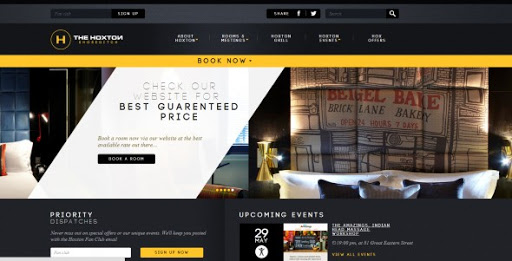 SIGN UP
SHARE
Search
THE HOXTON
SHOREDITCH
ABOUT HOXTON
ROOMS & MEETINGS
HOXTON GRILL
HOXTON EVENTS
HOX OFFERS
BOOK NOW
CHECK OUR
WEBSITE FOR
BEST GUARENTEED
PRICE
Book a room now via our website at the best
available rate out there...
BOOK A ROOM
BEIGEL BAKE
BRICK LANE BAKERY
OPEN 24 HOURS 7 DAYS
PRIORITY
DISPATCHES
Never miss out on special offers or our unique events. We'll keep you posted
with the Hoxton Fan Club email
SIGN UP NOW
UPCOMING EVENTS
29
MAY
THE AMAZINGS, INDIAN
HEAD MASSAGE
WORKSHOP
19:00 pm, at 81 Great Eastern Street
VIEW ALL EVENTS